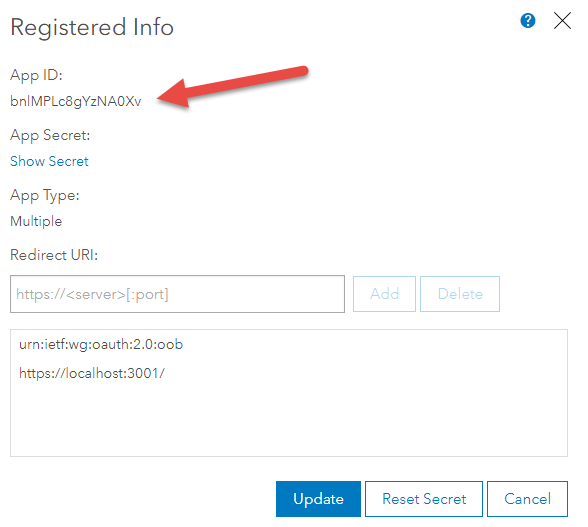 Registered Info
?
App ID:
bnlMPLc8gYzNA0Xv
App Secret:
Show Secret
App Type:
Multiple
Redirect URI:
https://<server>[:port]
Add
Delete
urn:ietf:wg:oauth:2.0:oob
https://localhost:3001/
Update
Reset Secret
Cancel